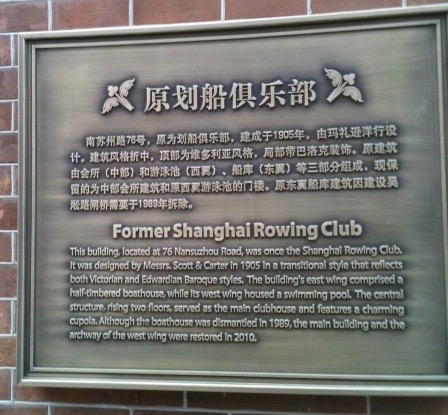 原划船俱乐部
南苏州路76号，原为划船俱乐部，建成于1905年，由玛礼逊洋行设
计。建筑风格折中，顶部为维多利亚风格，局部带巴洛克装饰。原建筑
由会所（中部）和游泳池（西翼）、船库（东翼）等三部分组成，现保
留的为中部会所建筑和原西翼游泳池的门楼。原东翼船库建筑因建设吴
淞路闸桥需要于1989年拆除。
Former Shanghai Rowing Club
This building, located at 76 Nansuzhou Road, was once the Shanghai Rowing Club.
It was designed by Messrs. Scott & Carter in 1905 in a transitional style that reflects
both Victorian and Edwardian Baroque styles. The building's east wing comprised a
half-timbered boathouse, while its west wing housed a swimming pool. The central
structure, rising two floors, served as the main clubhouse and features a charming
cupola. Although the boathouse was dismantled in 1989, the main building and the
archway of the west wing were restored in 2010.